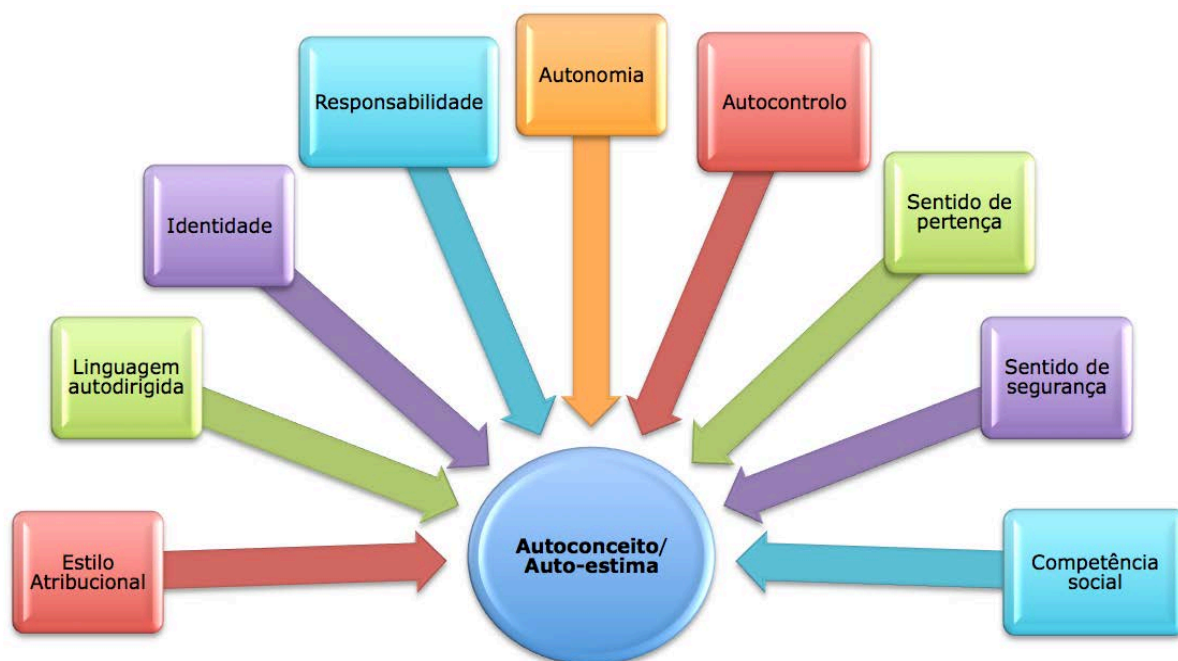 Autonomia
Responsabilidade
Autocontrolo
Identidade
Sentido de
pertença
Linguagem
autodirigida
Sentido de
segurança
Estilo
Atribucional
Autoconceito/
Auto-estima
Competência
social